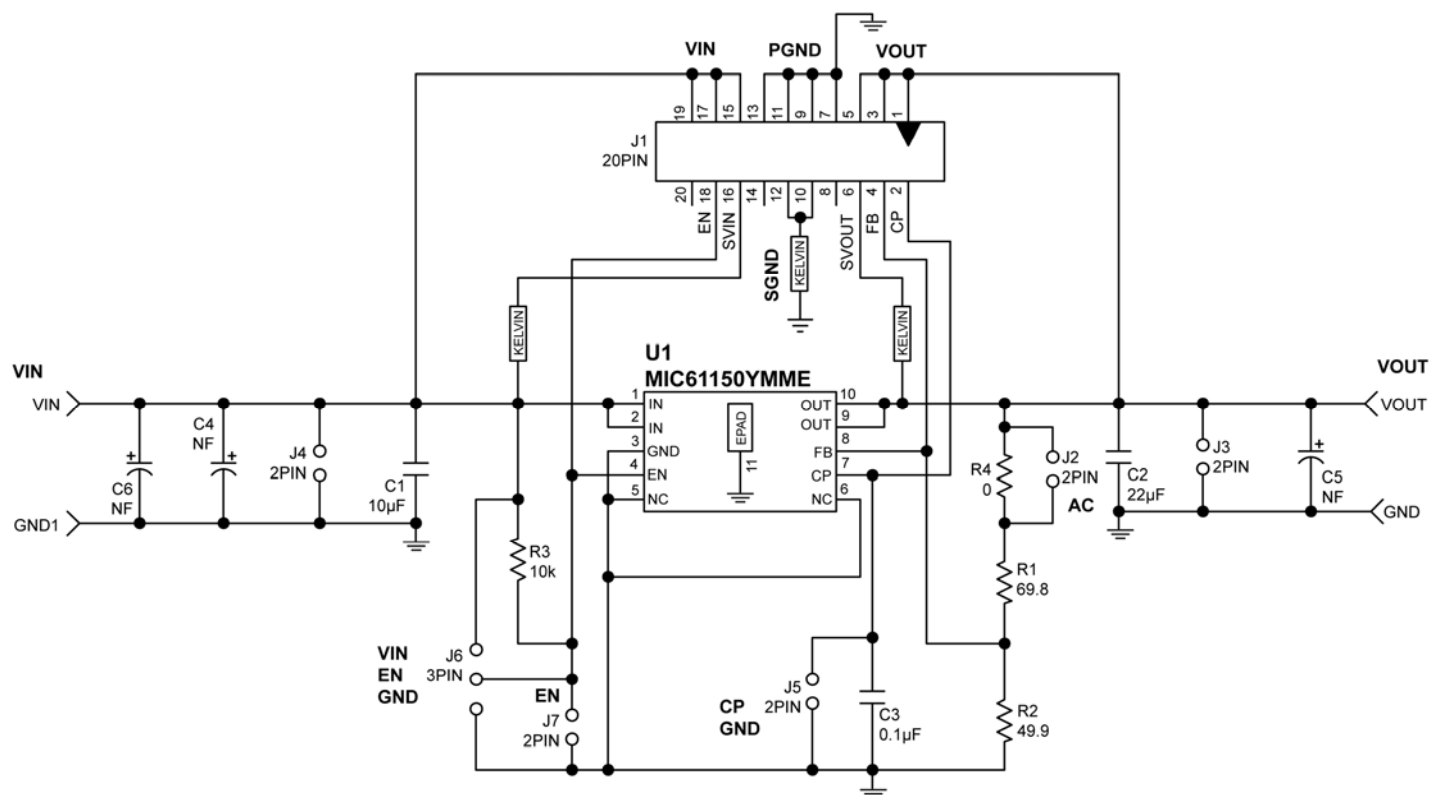 VIN
PGND
VOUT
19
17
15
13
11
9
7
5
3
1
J1
20PIN
20
18
16
14
12
10
8
6
4
2
EN
SVIN
SVOUT
FB
CP
SGND
KELVIN
KELVIN
KELVIN
U1
MIC61150YMME
VIN
VIN
VOUT
VOUT
1
IN
2
IN
3
GND
4
EN
5
NC
EPAD
11
OUT
10
OUT
9
FB
8
CP
7
NC
6
C4
NF
C6
NF
J4
2PIN
C1
10µF
GND1
R4
0
J2
2PIN
AC
C2
22µF
J3
2PIN
C5
NF
GND
R3
10k
R1
69.8
VIN
EN
GND
J6
3PIN
EN
J7
2PIN
CP
GND
J5
2PIN
C3
0.1µF
R2
49.9